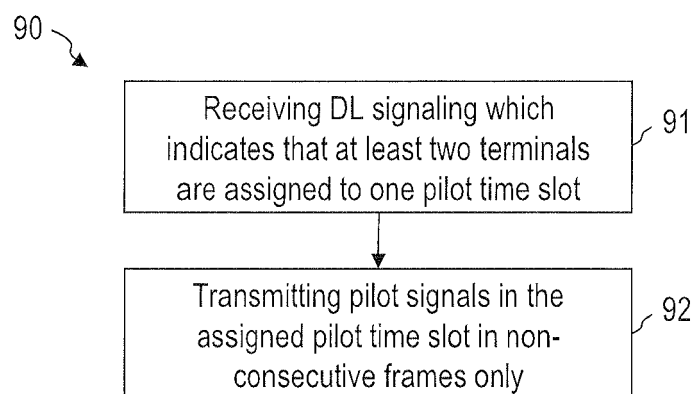 90
Receiving DL signaling which
indicates that at least two terminals
are assigned to one pilot time slot
91
Transmitting pilot signals in the
assigned pilot time slot in non-
consecutive frames only
92